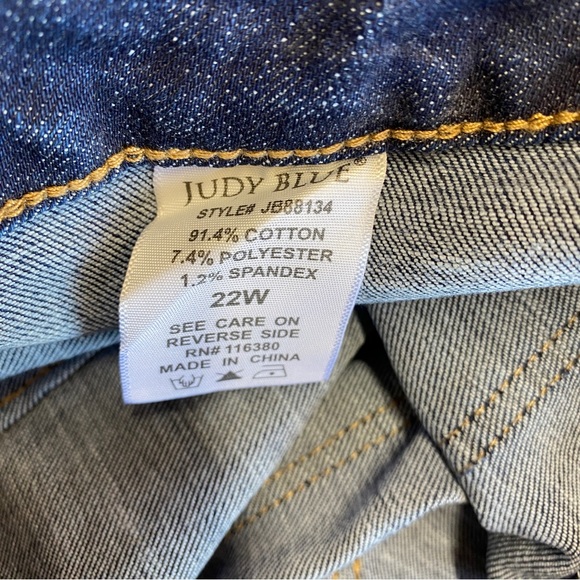 JUDY BLUE®
STYLE# JB88134
91.4% COTTON
7.4% POLYESTER
1.2% SPANDEX
22W
SEE CARE ON
REVERSE SIDE
RN# 116380
MADE IN CHINA